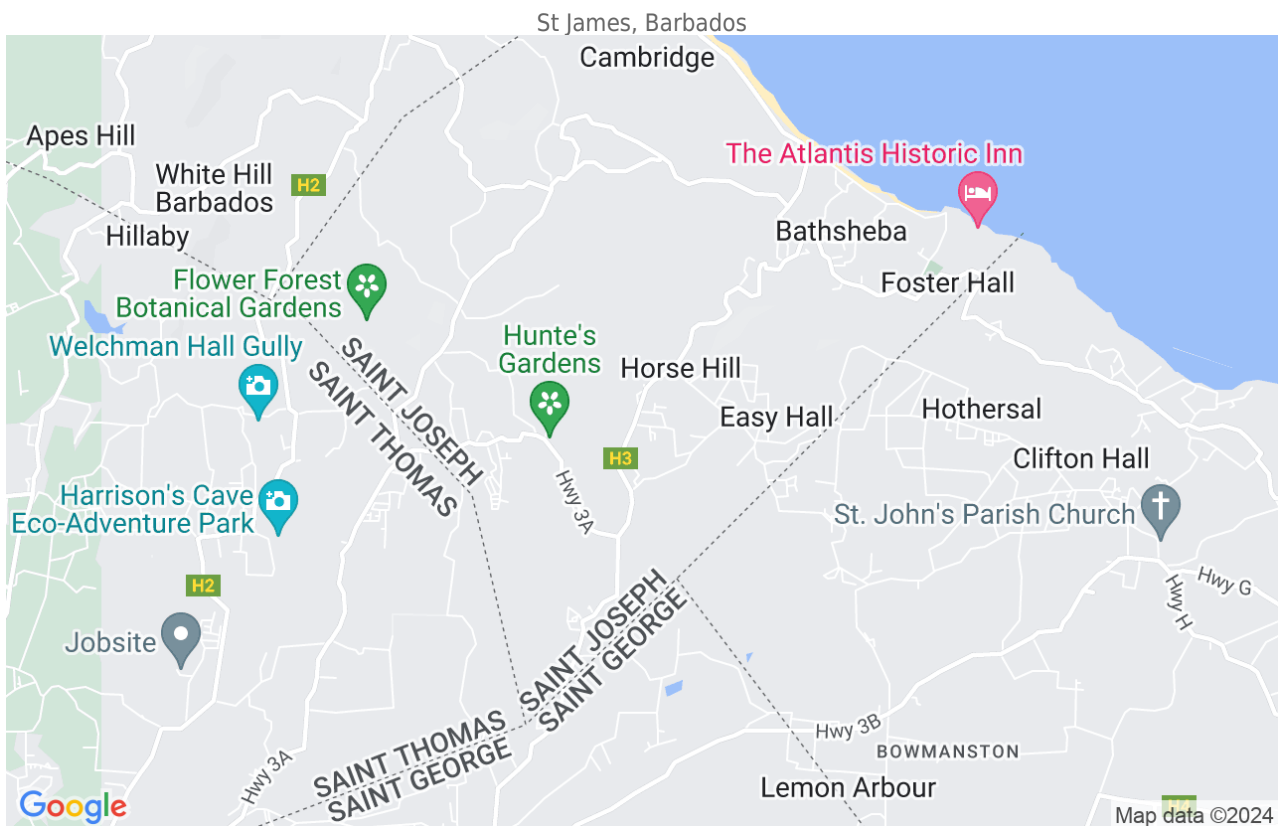 St James, Barbados
Cambridge
Apes Hill
The Atlantis Historic Inn
White Hill
Barbados
H2
Hillaby
Bathsheba
Flower Forest
Botanical Gardens
Foster Hall
Welchman Hall Gully
Hunte's
Gardens
SAINT JOSEPH
SAINT THOMAS
Horse Hill
Easy Hall
Hothersal
H3
Clifton Hall
Harrison's Cave
Eco-Adventure Park
Hwy 3A
St. John's Parish Church
H2
Hwy G
Hwy H
SAINT JOSEPH
SAINT GEORGE
Jobsite
SAINT THOMAS
SAINT GEORGE
Hwy 3B
BOWMANSTON
Hwy 3A
Lemon Arbour
Google
Map data ©2024